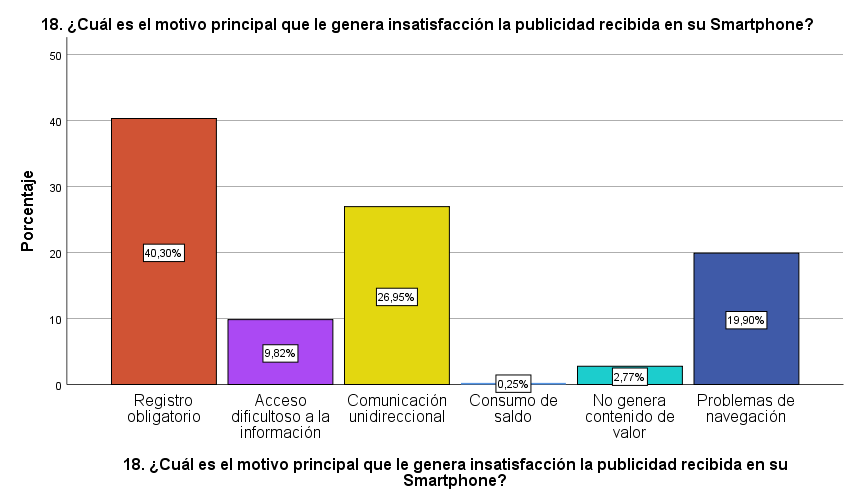 18. ¿Cuál es el motivo principal que le genera insatisfacción la publicidad recibida en su Smartphone?
Porcentaje
50
40
30
20
10
0
40,30%
9,82%
26,95%
0,25%
2,77%
19,90%
Registro
obligatorio
Acceso
dificultoso a la
información
Comunicación
unidireccional
Consumo de
saldo
No genera
contenido de
valor
Problemas de
navegación
18. ¿Cuál es el motivo principal que le genera insatisfacción la publicidad recibida en su
Smartphone?